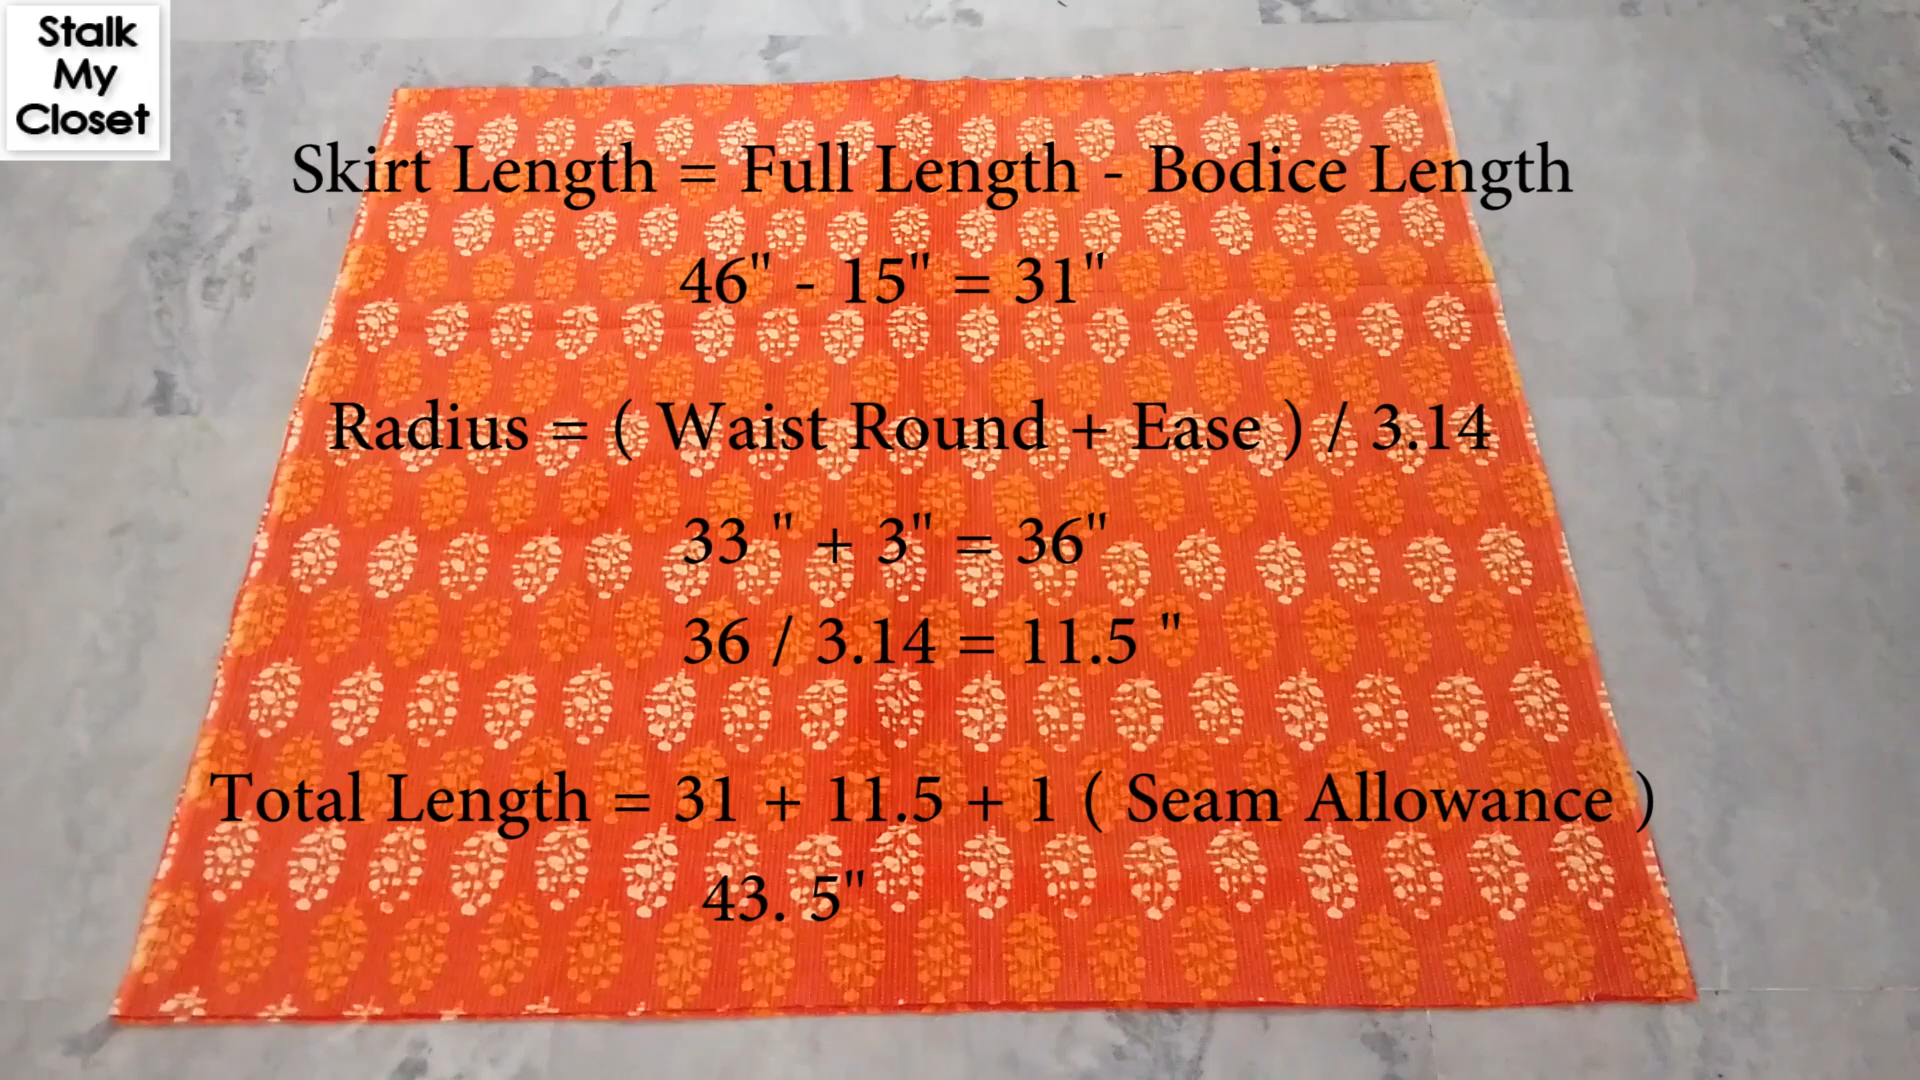 Stalk
My
Closet
Skirt Length = Full Length - Bodice Length
46" - 15" = 31"
Radius = ( Waist Round + Ease ) / 3.14
33 " + 3" = 36"
36 / 3.14 = 11.5 "
Total Length = 31 + 11.5 + 1 ( Seam Allowance )
43. 5"